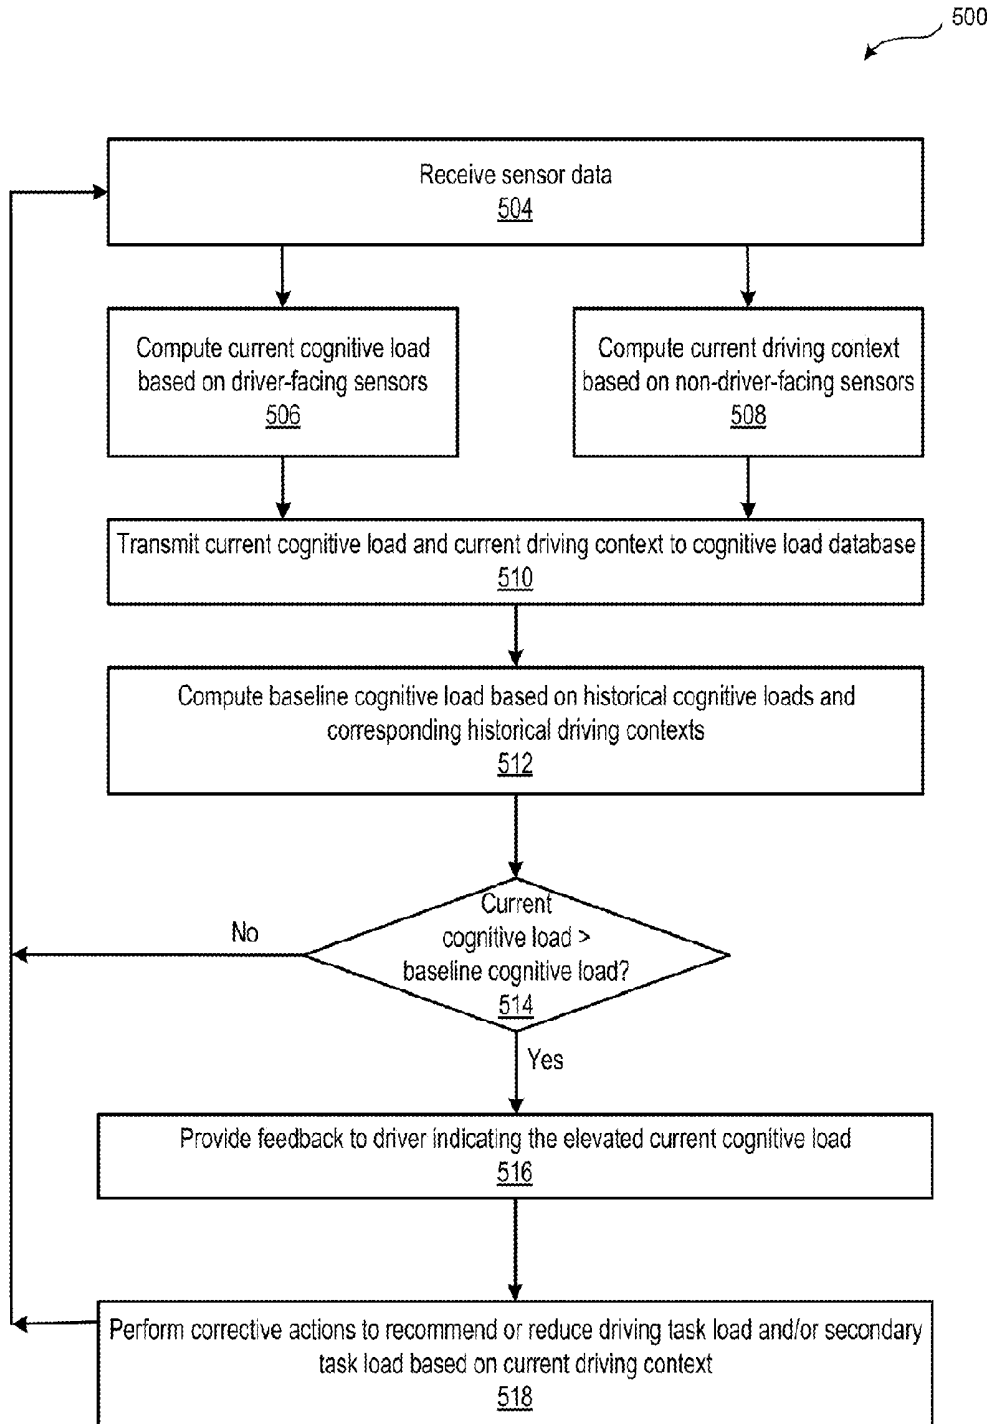 500
Receive sensor data
504
Compute current cognitive load
based on driver-facing sensors
506
Compute current driving context
based on non-driver-facing sensors
508
Transmit current cognitive load and current driving context to cognitive load database
510
Compute baseline cognitive load based on historical cognitive loads and
corresponding historical driving contexts
512
Current
cognitive load >
baseline cognitive load?
514
No
Yes
Provide feedback to driver indicating the elevated current cognitive load
516
Perform corrective actions to recommend or reduce driving task load and/or secondary
task load based on current driving context
518